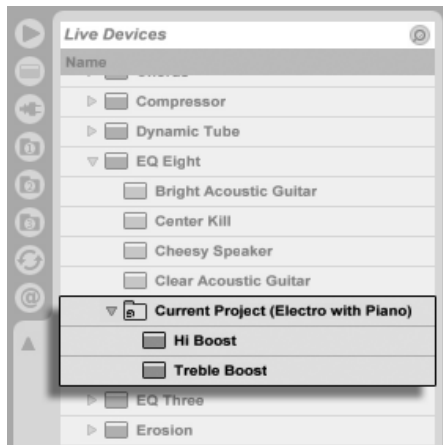 Live Devices
Name
Chorus
Compressor
Dynamic Tube
EQ Eight
Bright Acoustic Guitar
Center Kill
Cheesy Speaker
Clear Acoustic Guitar
Current Project (Electro with Piano)
Hi Boost
Treble Boost
EQ Three
Erosion